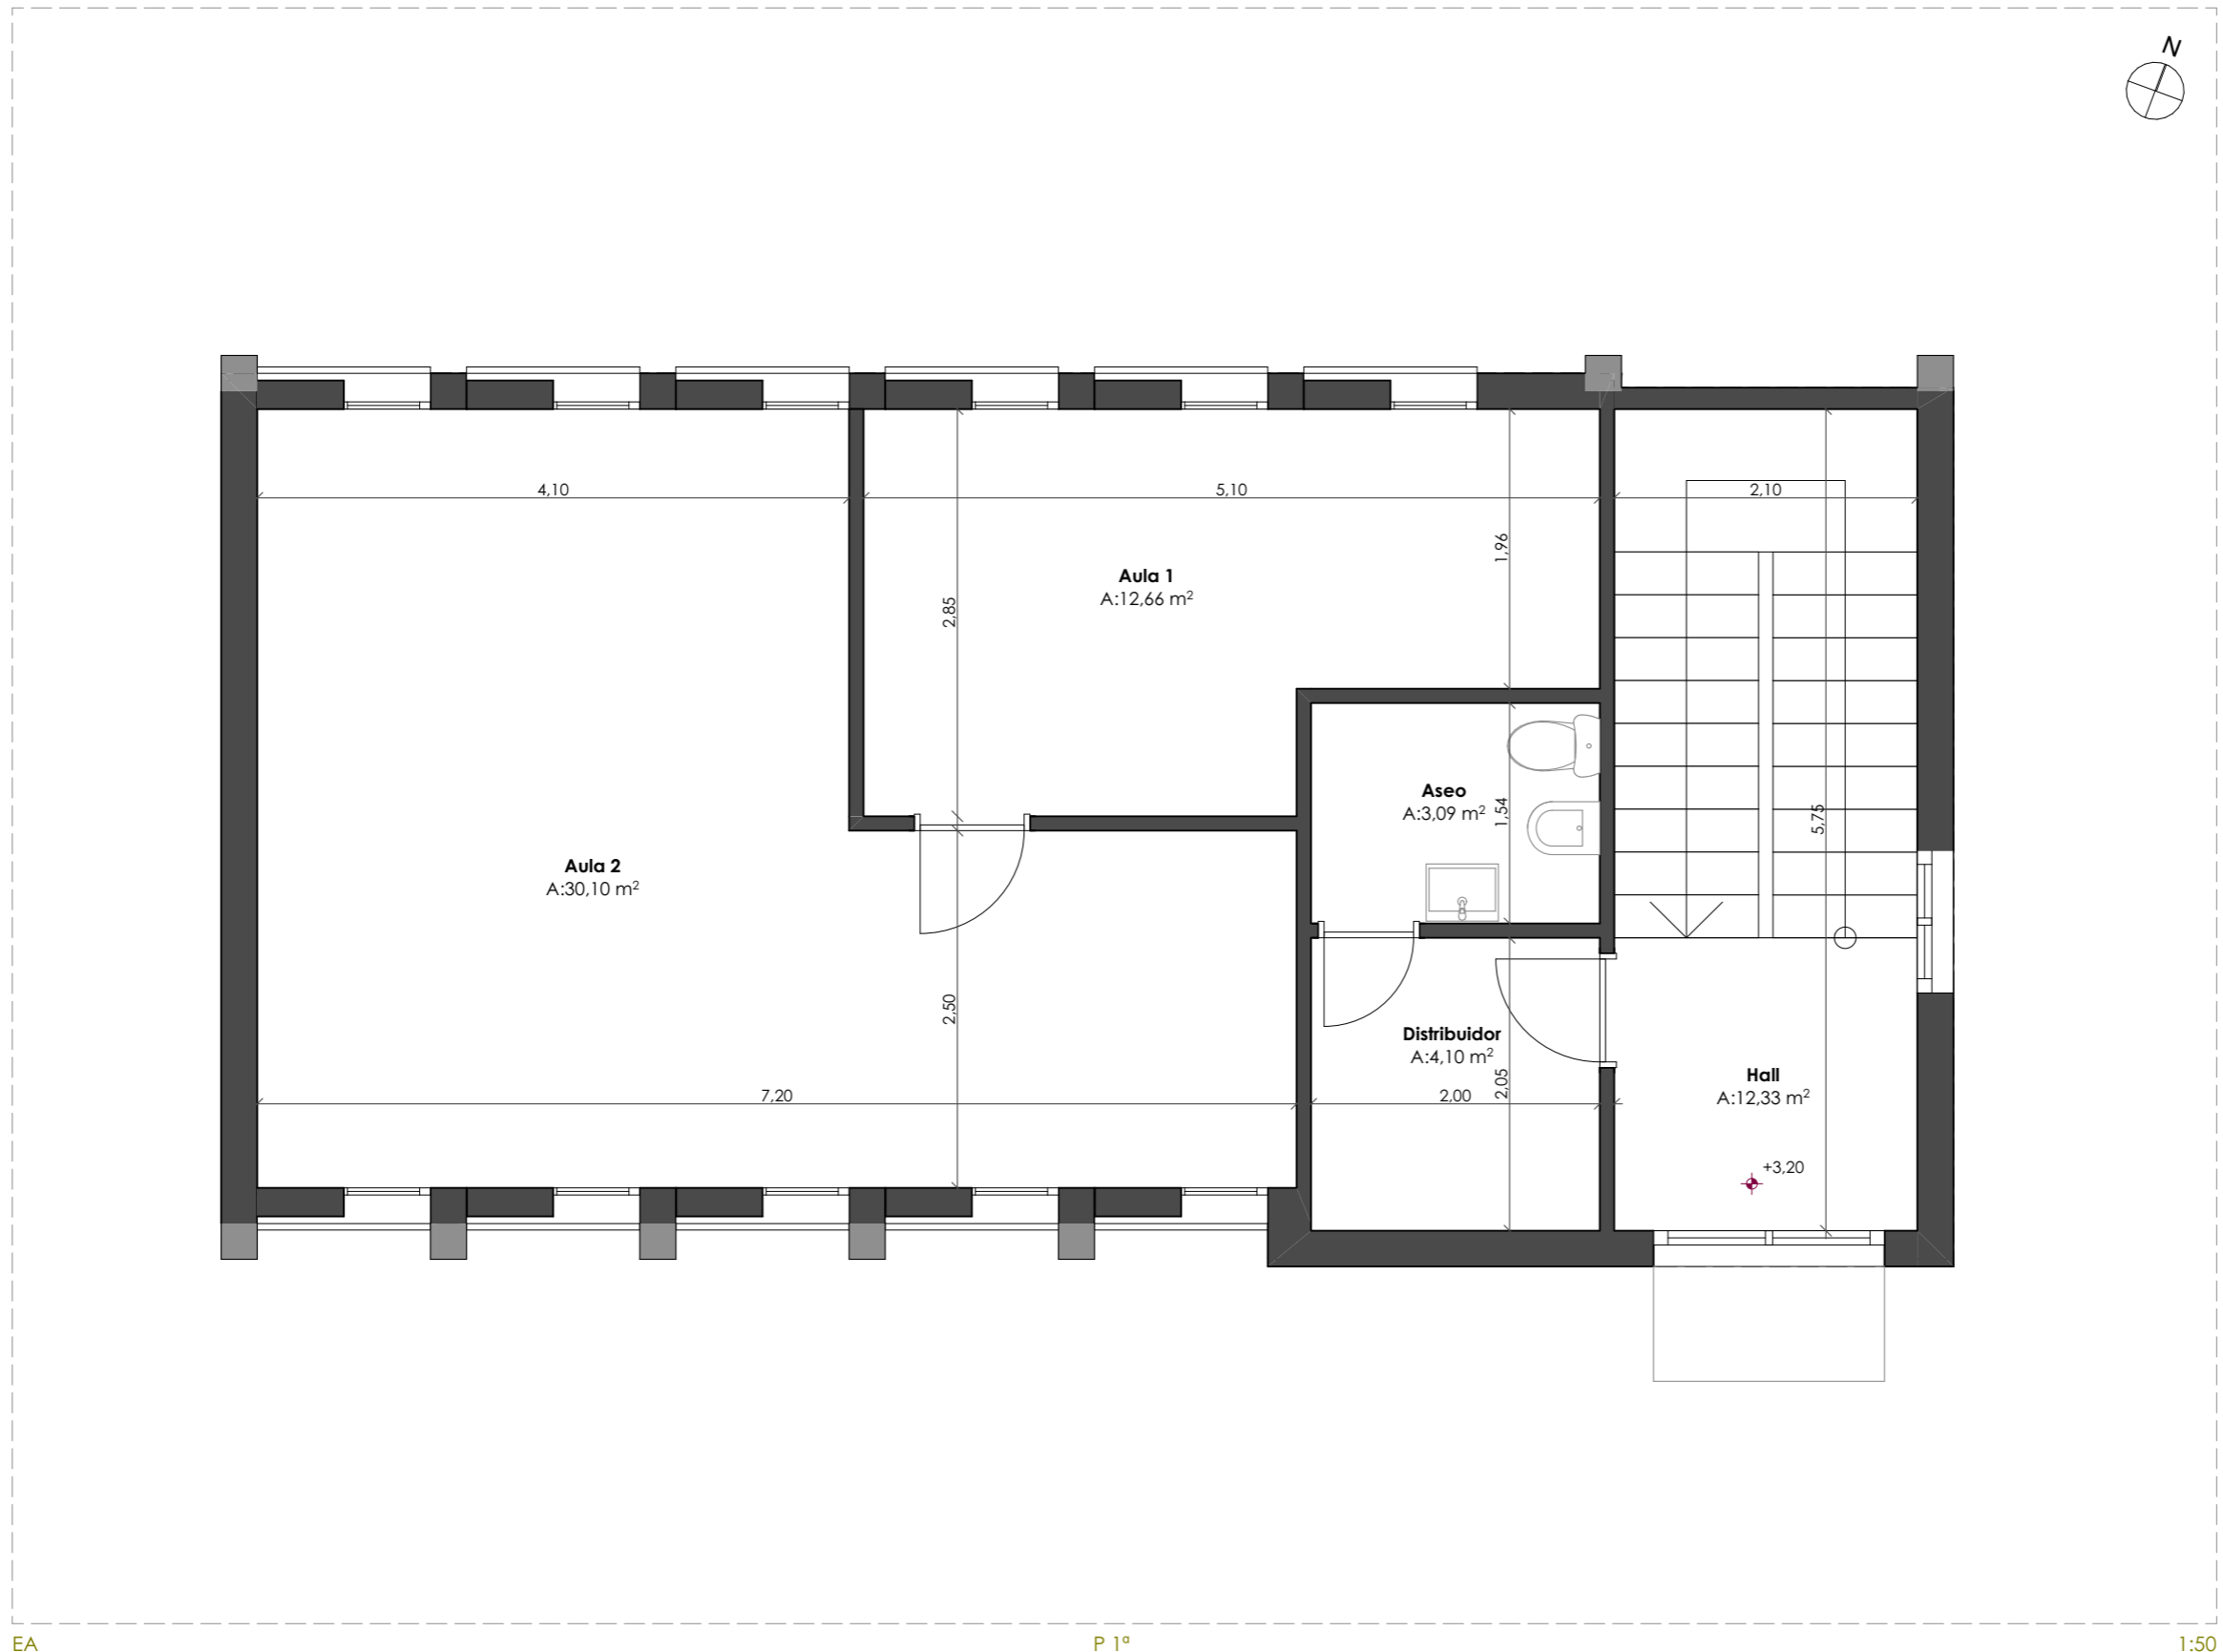 N
4,10
5,10
2,10
1,96
Aula 1
A:12,66 m²
2,85
Aseo
A:3,09 m²
1,54
5,75
Aula 2
A:30,10 m²
2,50
Distribuidor
A:4,10 m²
2,05
Hall
A:12,33 m²
7,20
2,00
+3,20
EA
P 1ª
1:50